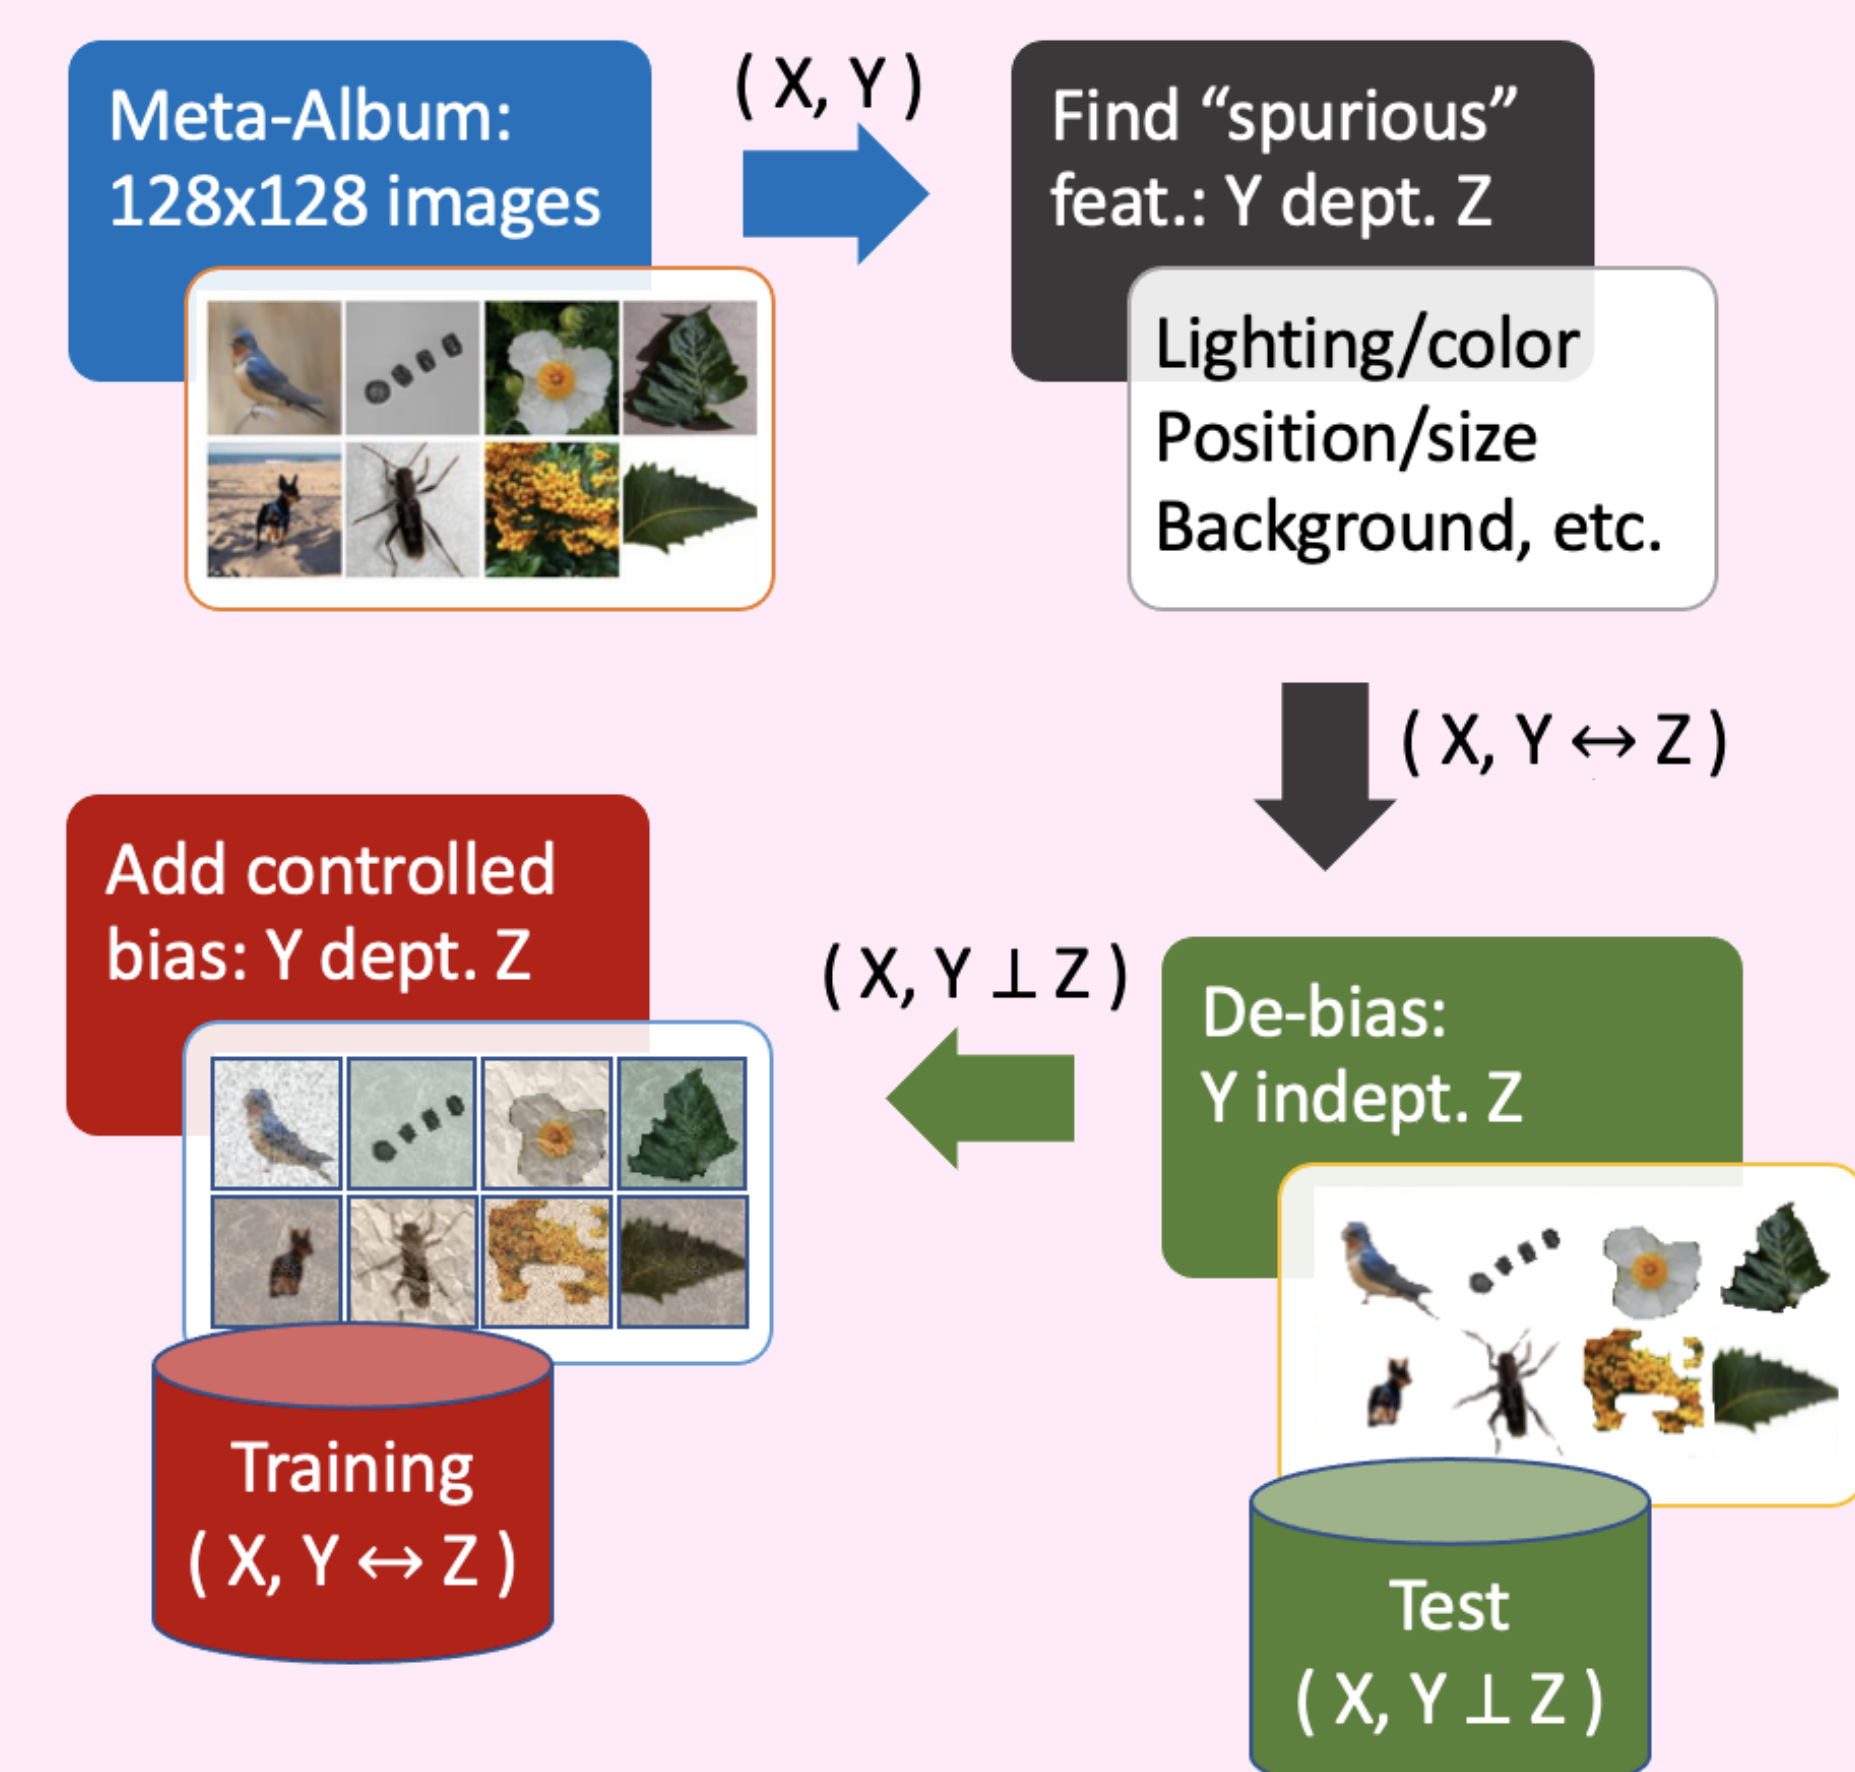 Meta-Album:
128x128 images
( X, Y )
Find “spurious”
feat.: Y dept. Z
Lighting/color
Position/size
Background, etc.
( X, Y ↔ Z )
De-bias:
Y indept. Z
( X, Y ⊥ Z )
Add controlled
bias: Y dept. Z
Training
( X, Y ↔ Z )
Test
( X, Y ⊥ Z )